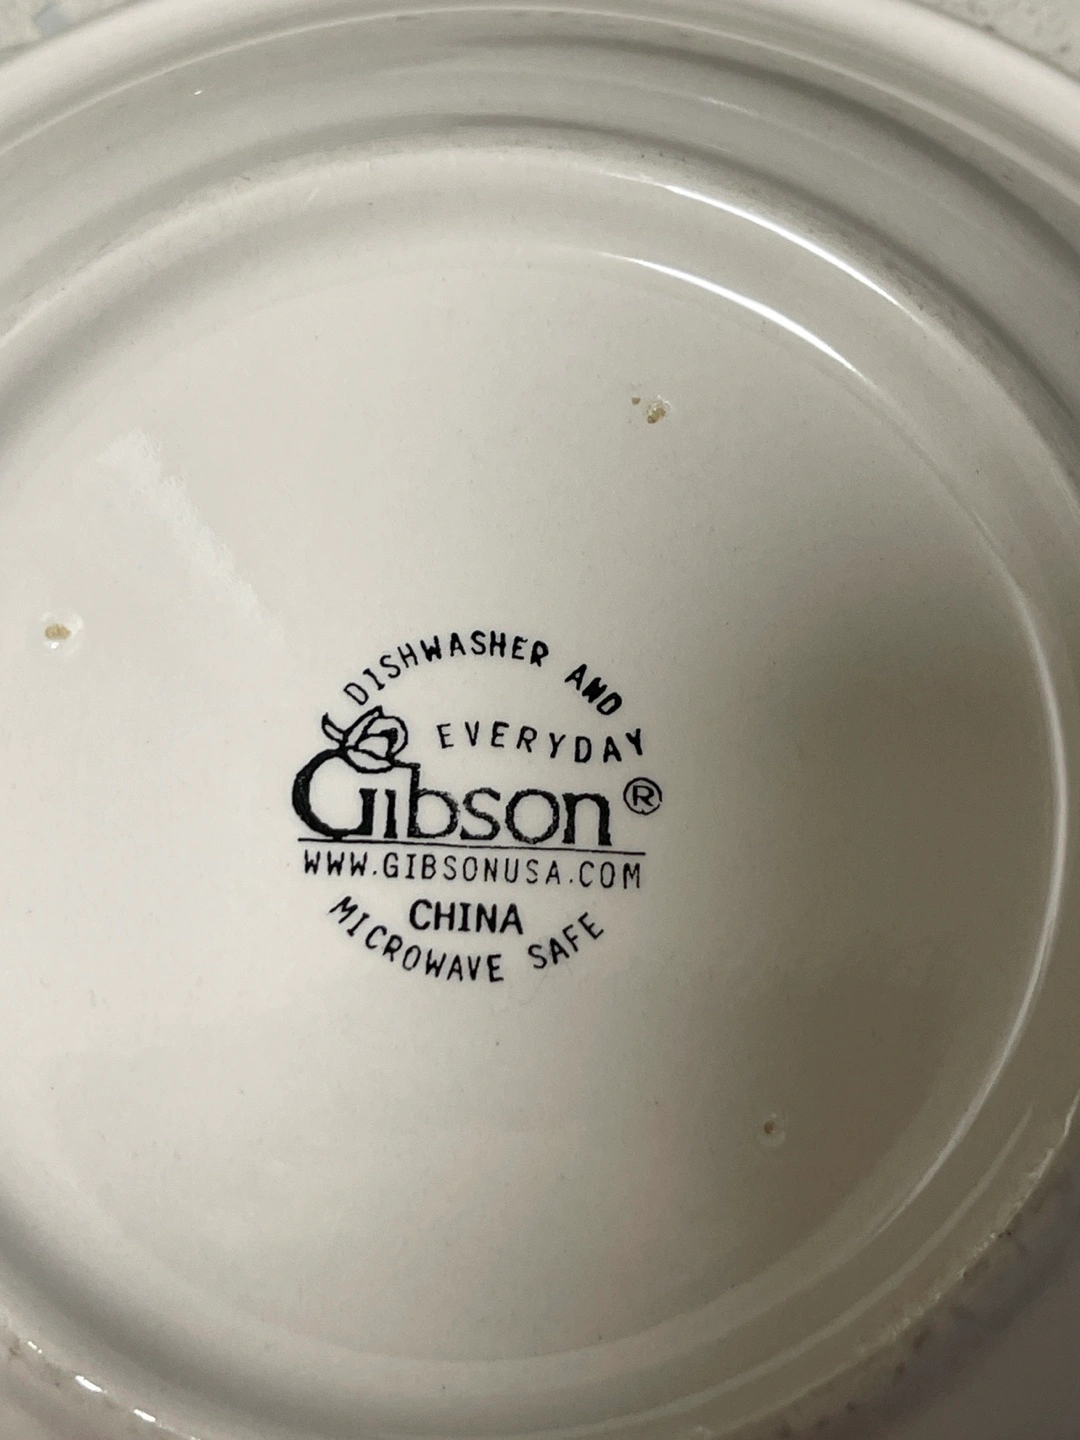 DISHWASHER AND
EVERYDAY
Gibson®
WWW.GIBSONUSA.COM
CHINA
MICROWAVE SAFE